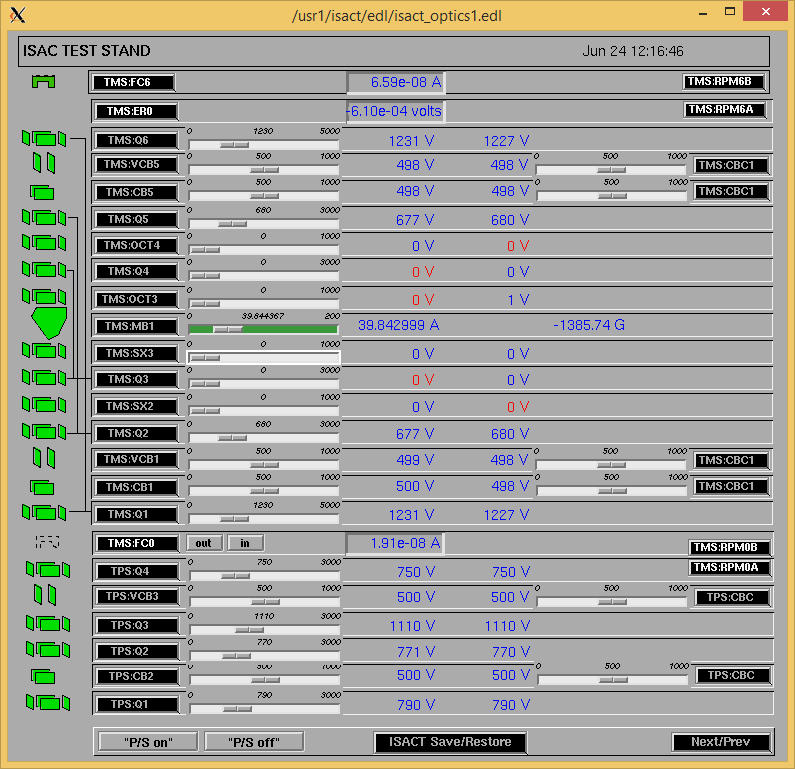 /usr1/isact/edl/isact_optics1.edl
ISAC TEST STAND Jun 24 12:16:46
TMS:FC6 6.59e-08 A TMS:RPM6B
TMS:ER0 -6.10e-04 volts TMS:RPM6A
0 1230 5000
TMS:Q6 1231 V 1227 V
0 500 1000 0 500 1000
TMS:VCB5 498 V 498 V TMS:CBC1
0 500 1000 0 500 1000
TMS:CB5 498 V 498 V TMS:CBC1
0 680 3000
TMS:Q5 677 V 680 V
0 0 1000
TMS:OCT4 0 V 0 V
0 0 3000
TMS:Q4 0 V 0 V
0 0 1000
TMS:OCT3 0 V 1 V
0 39.844367 200
TMS:MB1 39.842999 A -1385.74 G
0 0 1000
TMS:SX3 0 V 0 V
0 0 3000
TMS:Q3 0 V 0 V
0 0 1000
TMS:SX2 0 V 0 V
0 680 3000
TMS:Q2 677 V 680 V
0 500 1000 0 500 1000
TMS:VCB1 499 V 498 V TMS:CBC1
0 500 1000 0 500 1000
TMS:CB1 500 V 498 V TMS:CBC1
0 1230 5000
TMS:Q1 1231 V 1227 V
TMS:FC0 out in 1.91e-08 A TMS:RPM0B
0 750 3000 TMS:RPM0A
TPS:Q4 750 V 750 V
0 500 1000 0 500 1000
TPS:VCB3 500 V 500 V TPS:CBC
0 1110 3000
TPS:Q3 1110 V 1110 V
0 770 3000
TPS:Q2 771 V 770 V
0 500 1000 0 500 1000
TPS:CB2 500 V 500 V TPS:CBC
0 790 3000
TPS:Q1 790 V 790 V
"P/S on" "P/S off" ISACT Save/Restore Next/Prev